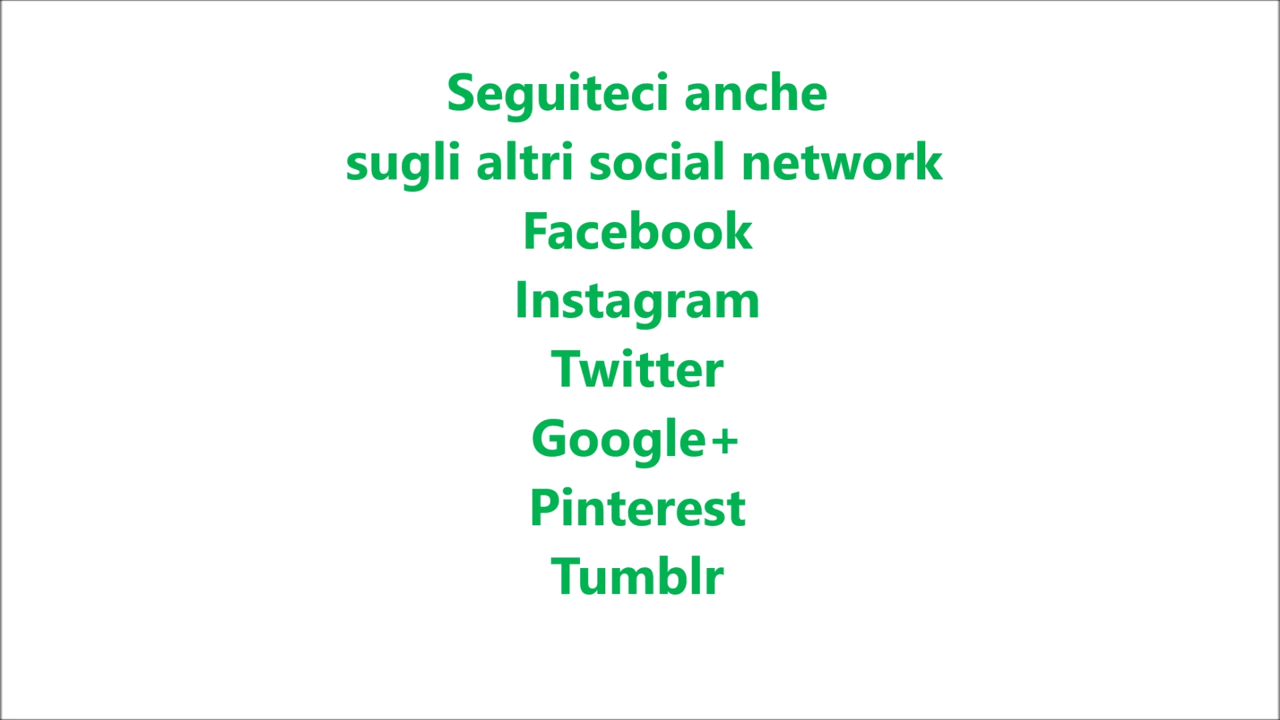 Seguiteci anche
sugli altri social network
Facebook
Instagram
Twitter
Google+
Pinterest
Tumblr